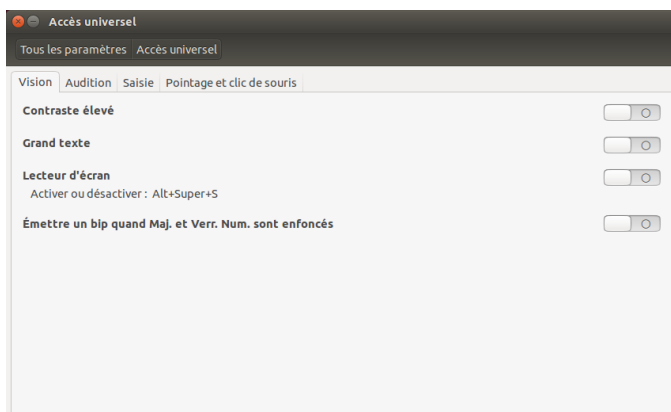 Accès universel
Tous les paramètres Accès universel
Vision Audition Saisie Pointage et clic de souris
Contraste élevé
Grand texte
Lecteur d'écran
Activer ou désactiver : Alt+Super+S
Émettre un bip quand Maj. et Verr. Num. sont enfoncés